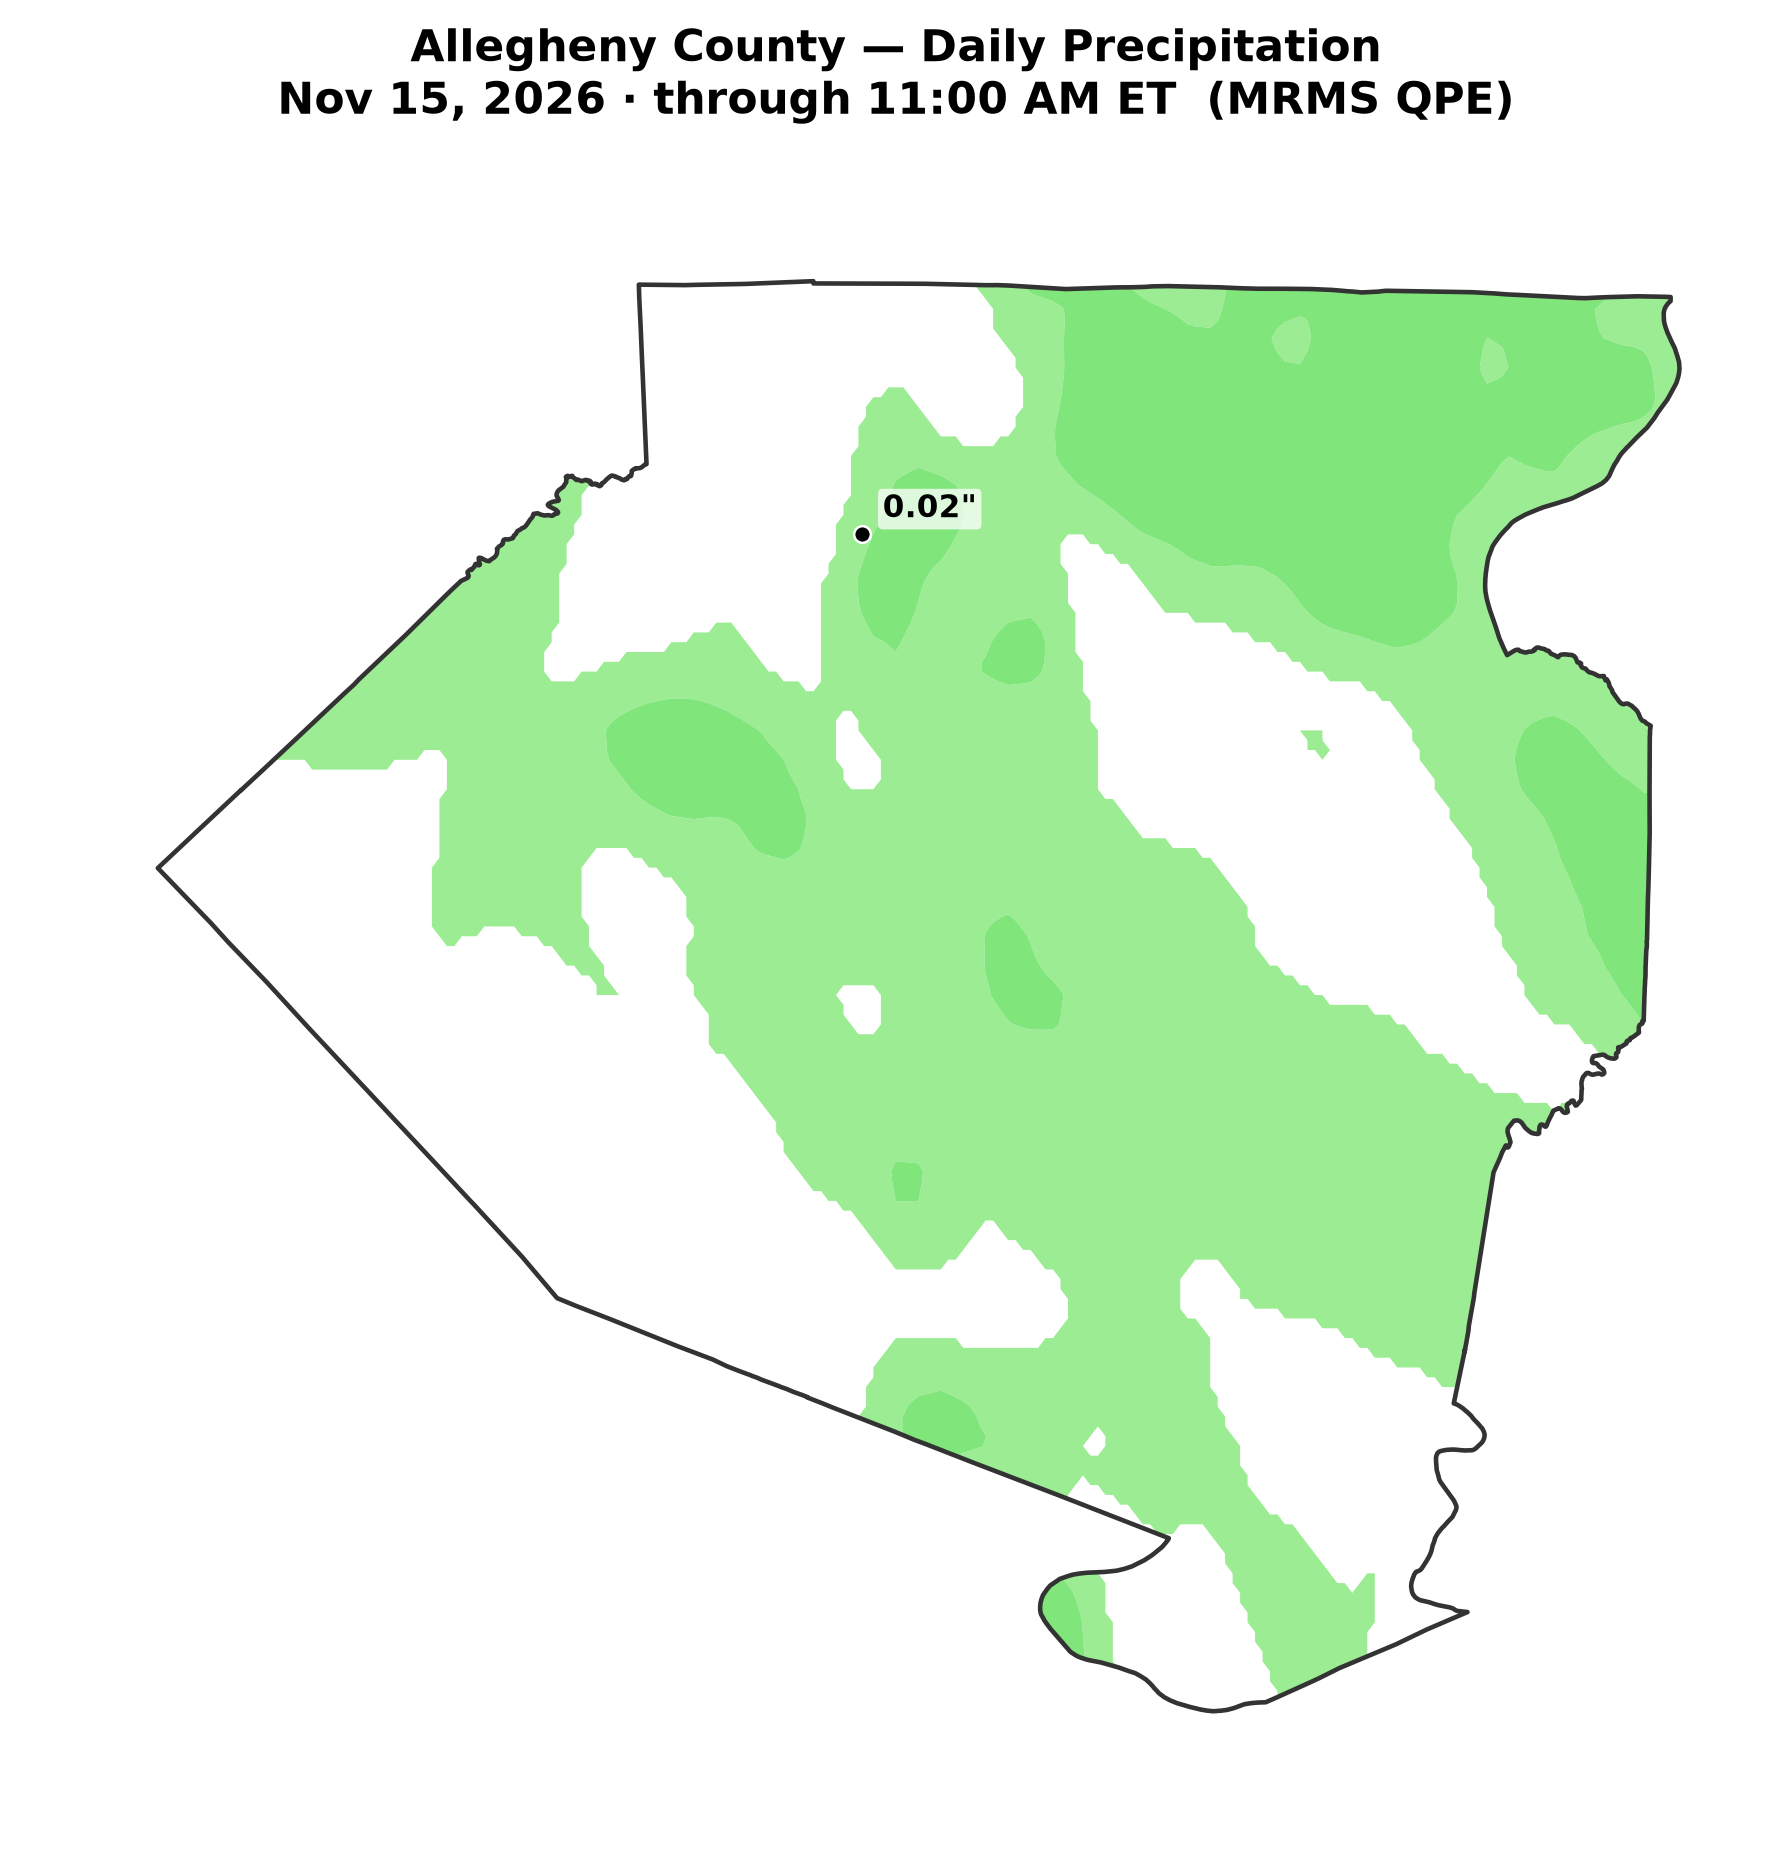 Allegheny County — Daily Precipitation
Nov 15, 2026 · through 11:00 AM ET (MRMS QPE)
0.02"